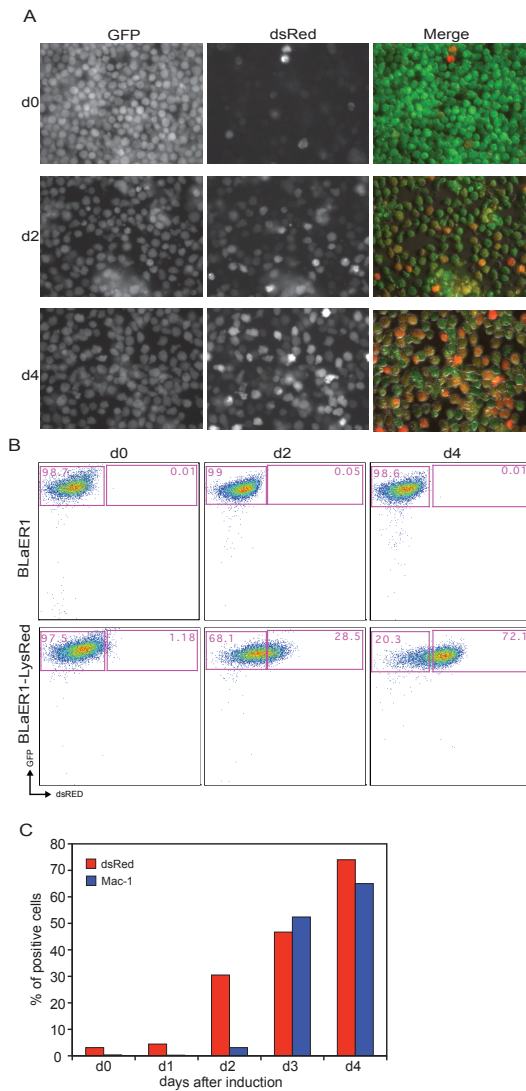 A
GFP dsRed Merge
d0
d2
d4
B
d0 d2 d4
BLaER1
98.7 0.01
99 0.05
98.6 0.01
BLaER1-LysRed
97.5 1.18
68.1 28.5
20.3 72.1
GFP
dsRED
C
80
70
60
50
40
30
20
10
0
% of positive cells
dsRed
Mac-1
d0 d1 d2 d3 d4
days after induction